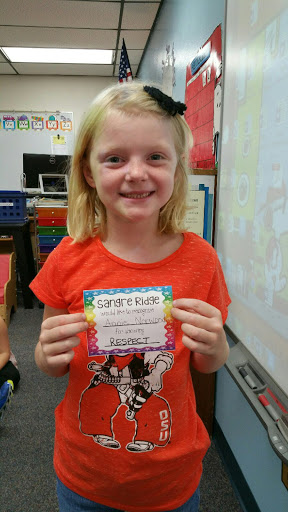 Sangre Ridge
would like to recognize
for showing
RESPECT
OSU